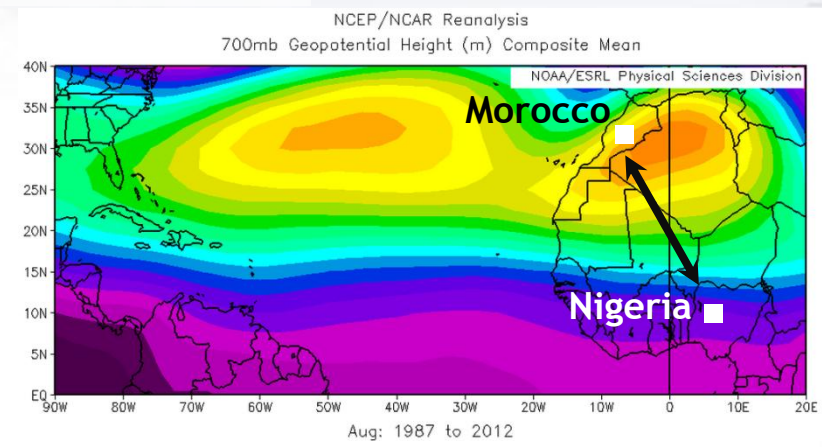 NCEP/NCAR Reanalysis
700mb Geopotential Height (m) Composite Mean
NOAA/ESRL Physical Sciences Division
40N
35N
30N
25N
20N
15N
10N
5N
EQ
Morocco
Nigeria
90W 80W 70W 60W 50W 40W 30W 20W 10W 0 10E 20E
Aug: 1987 to 2012